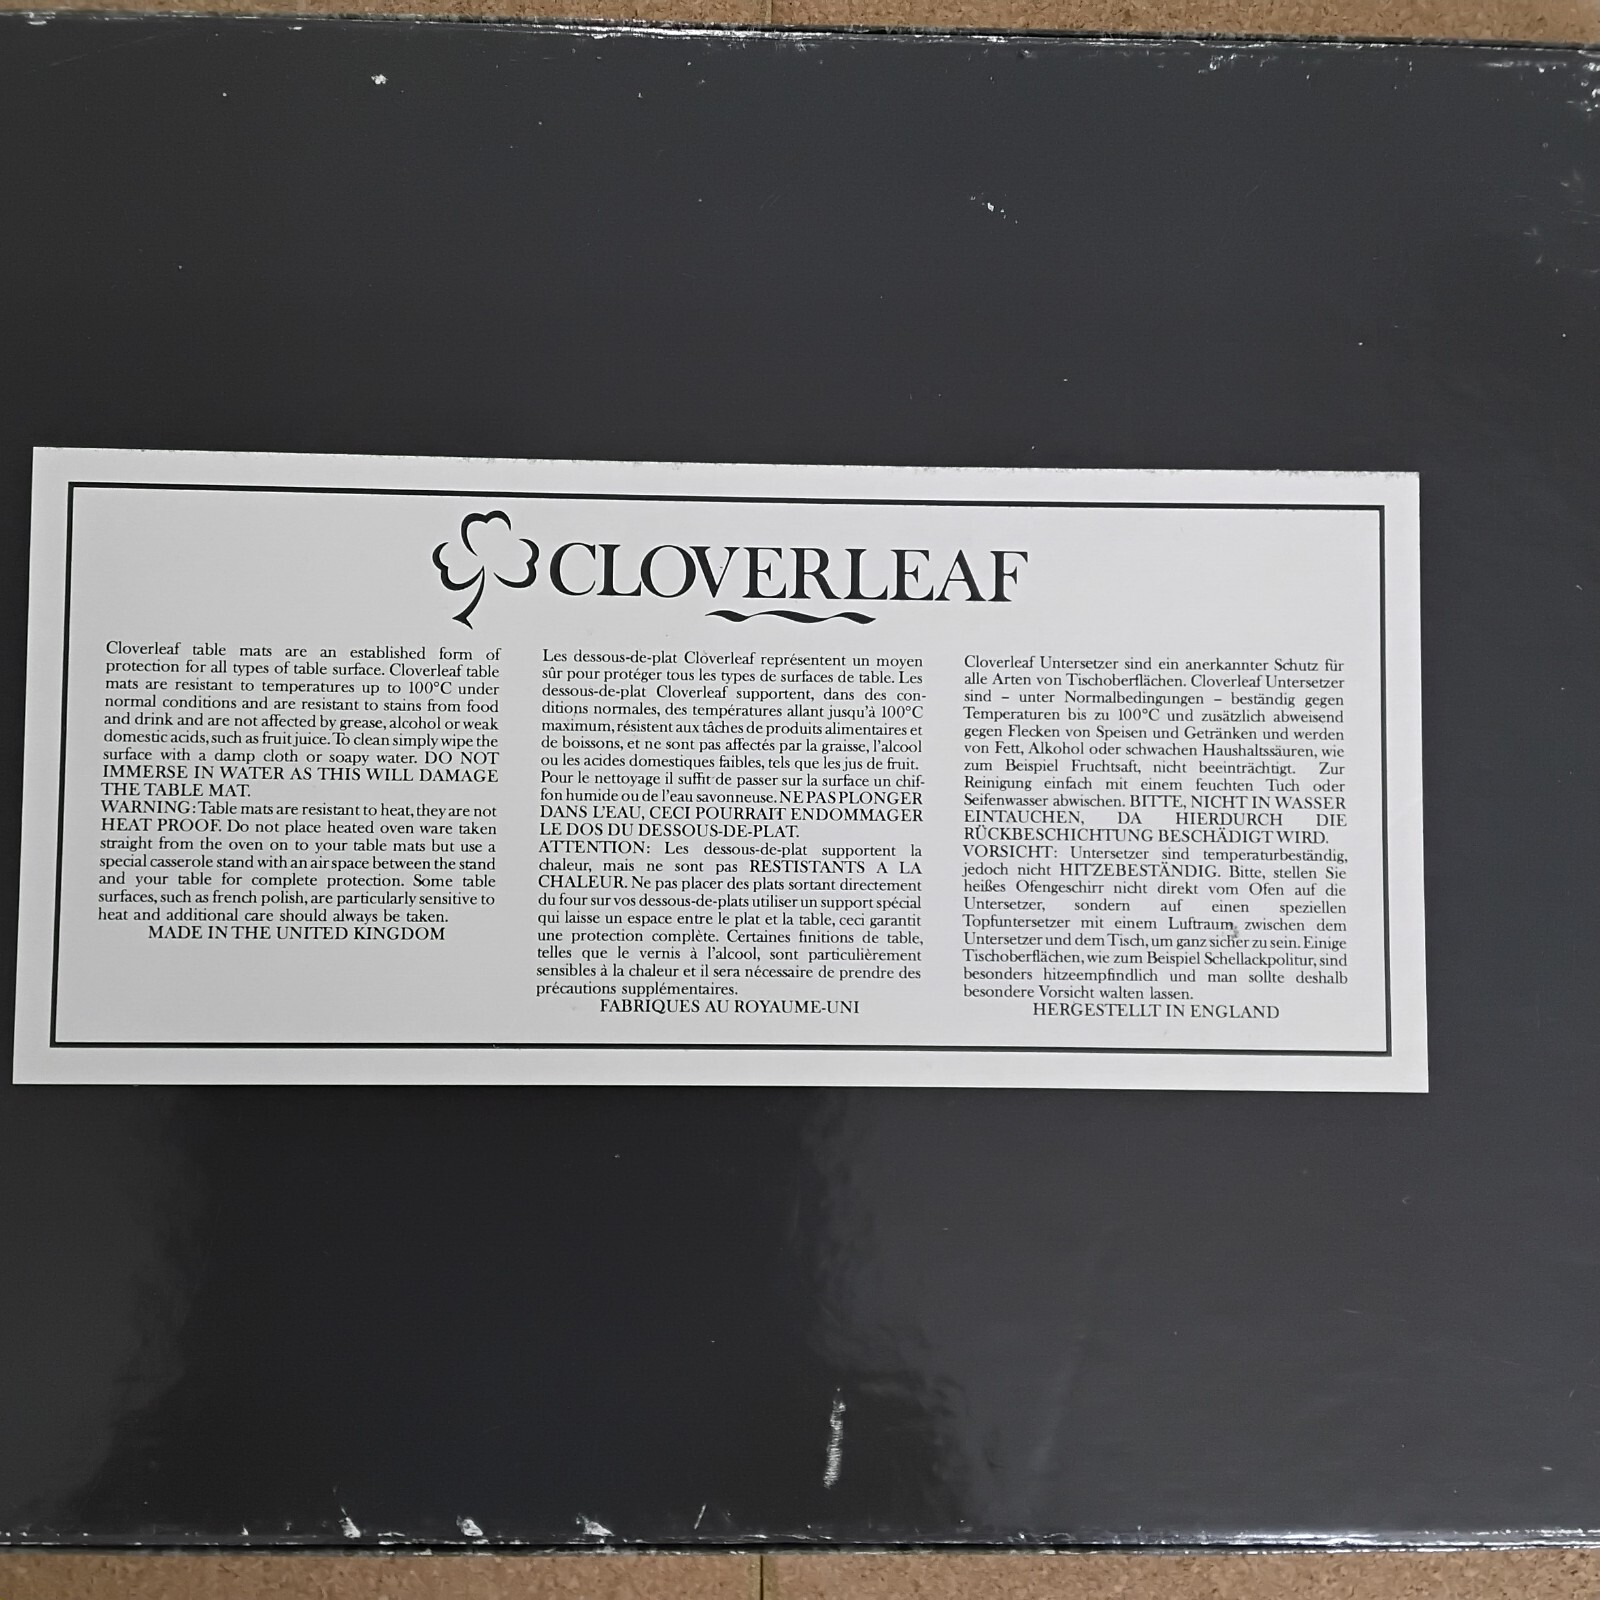 CLOVERLEAF
Cloverleaf table mats are an established form of
protection for all types of table surface. Cloverleaf table
mats are resistant to temperatures up to 100°C under
normal conditions and are resistant to stains from food
and drink and are not affected by grease, alcohol or weak
domestic acids, such as fruit juice. To clean simply wipe the
surface with a damp cloth or soapy water. DO NOT
IMMERSE IN WATER AS THIS WILL DAMAGE
THE TABLE MAT.
WARNING: Table mats are resistant to heat, they are not
HEAT PROOF. Do not place heated oven ware taken
straight from the oven on to your table mats but use a
special casserole stand with an air space between the stand
and your table for complete protection. Some table
surfaces, such as french polish, are particularly sensitive to
heat and additional care should always be taken.
MADE IN THE UNITED KINGDOM
Les dessous-de-plat Cloverleaf représentent un moyen
sûr pour protéger tous les types de surfaces de table. Les
dessous-de-plat Cloverleaf supportent, dans des con-
ditions normales, des températures allant jusqu'à 100°C
maximum, résistent aux tâches de produits alimentaires et
de boissons, et ne sont pas affectés par la graisse, l'alcool
ou les acides domestiques faibles, tels que les jus de fruit.
Pour le nettoyage il suffit de passer sur la surface un chif-
fon humide ou de l'eau savonneuse. NE PAS PLONGER
DANS L'EAU, CECI POURRAIT ENDOMMAGER
LE DOS DU DESSOUS-DE-PLAT.
ATTENTION: Les dessous-de-plat supportent la
chaleur, mais ne sont pas RESTISTANTS A LA
CHALEUR. Ne pas placer des plats sortant directement
du four sur vos dessous-de-plats utiliser un support spécial
qui laisse un espace entre le plat et la table, ceci garantit
une protection complète. Certaines finitions de table,
telles que le vernis à l'alcool, sont particulièrement
sensibles à la chaleur et il sera nécessaire de prendre des
précautions supplémentaires.
FABRIQUES AU ROYAUME-UNI
Cloverleaf Untersetzer sind ein anerkannter Schutz für
alle Arten von Tischoberflächen. Cloverleaf Untersetzer
sind – unter Normalbedingungen – beständig gegen
Temperaturen bis zu 100°C und zusätzlich abweisend
gegen Flecken von Speisen und Getränken und werden
von Fett, Alkohol oder schwachen Haushaltssäuren, wie
zum Beispiel Fruchtsaft, nicht beeinträchtigt. Zur
Reinigung einfach mit einem feuchten Tuch oder
Seifenwasser abwischen. BITTE, NICHT IN WASSER
EINTAUCHEN, DA HIERDURCH DIE
RÜCKBESCHICHTUNG BESCHÄDIGT WIRD.
VORSICHT: Untersetzer sind temperaturbeständig,
jedoch nicht HITZEBESTÄNDIG. Bitte, stellen Sie
heißes Ofengeschirr nicht direkt vom Ofen auf die
Untersetzer, sondern auf einen speziellen
Topfuntersetzer mit einem Luftraum zwischen dem
Untersetzer und dem Tisch, um ganz sicher zu sein. Einige
Tischoberflächen, wie zum Beispiel Schellackpolitur, sind
besonders hitzeempfindlich und man sollte deshalb
besondere Vorsicht walten lassen.
HERGESTELLT IN ENGLAND